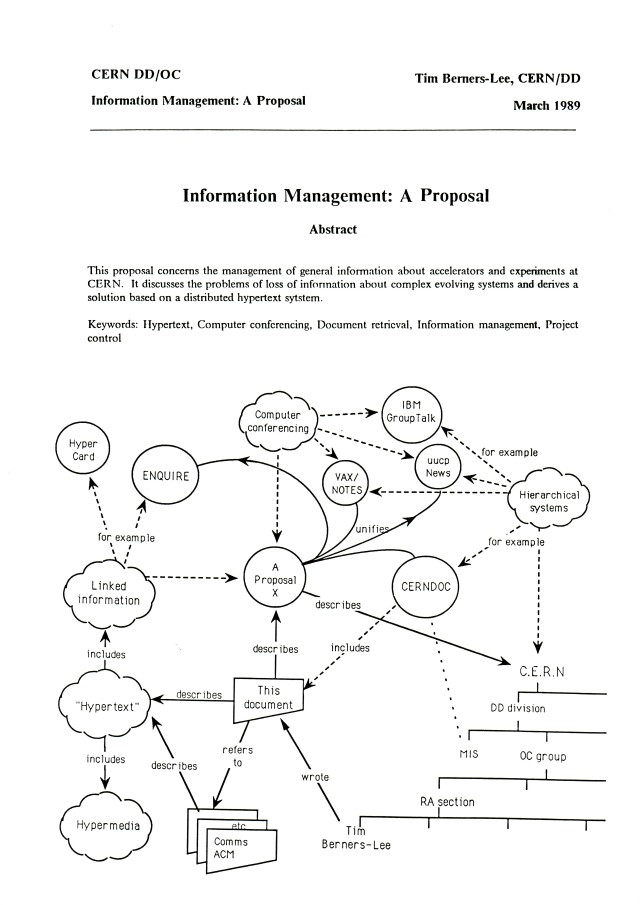 CERN DD/OC
Tim Berners-Lee, CERN/DD
Information Management: A Proposal
March 1989
Information Management: A Proposal
Abstract
This proposal concerns the management of general information about accelerators and experiments at
CERN. It discusses the problems of loss of information about complex evolving systems and derives a
solution based on a distributed hypertext sytstem.
Keywords: Hypertext, Computer conferencing, Document retrieval, Information management, Project
control
Computer
conferencing
IBM
GroupTalk
Hyper
Card
ENQUIRE
VAX/
NOTES
uucp
News
for example
Hierarchical
systems
unifies
for example
for example
A
Proposal
X
CERNDOC
Linked
information
describes
includes
describes
includes
C.E.R.N
"Hypertext"
describes
This
document
DD division
refers
to
MIS
OC group
includes
describes
wrote
RA section
Hypermedia
etc
Comms
ACM
Tim
Berners-Lee